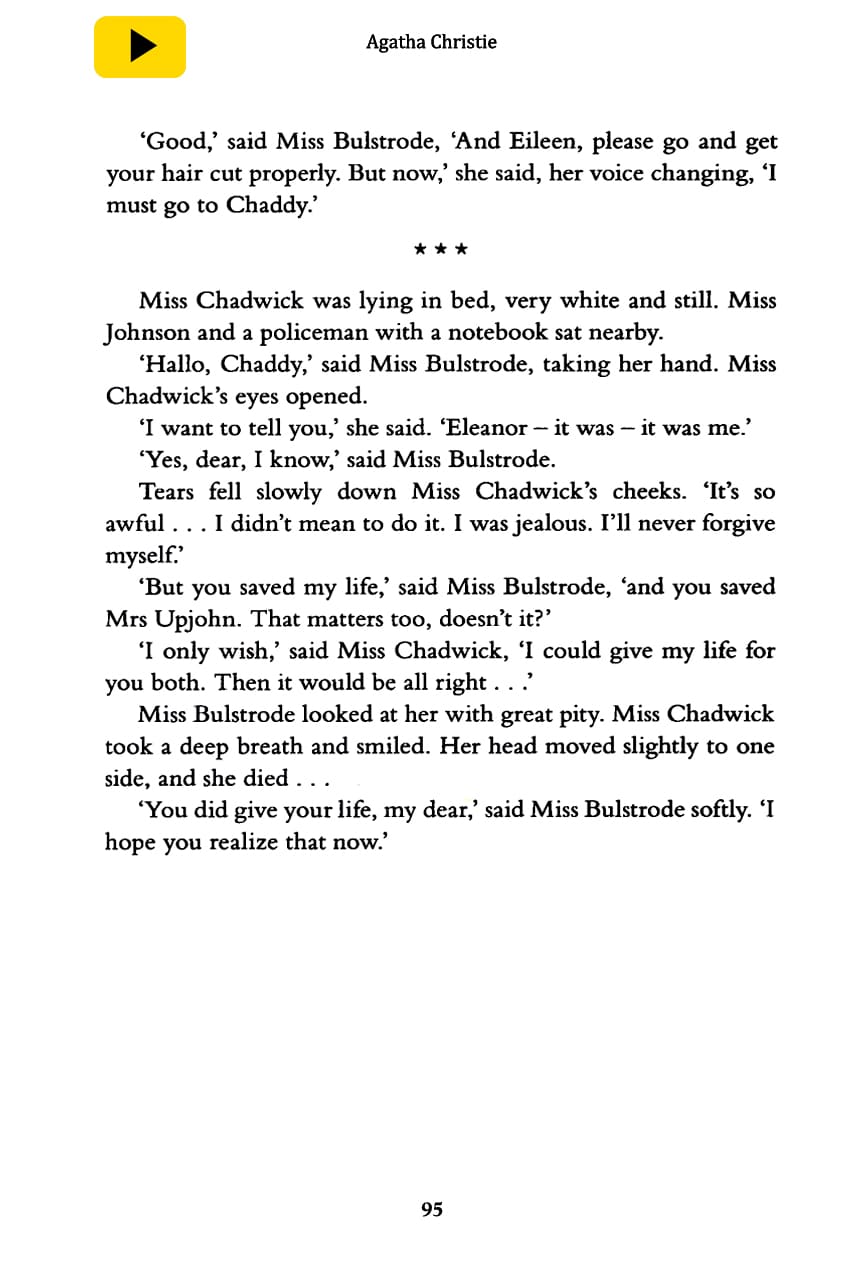 Agatha Christie
‘Good,’ said Miss Bulstrode, ‘And Eileen, please go and get
your hair cut properly. But now,’ she said, her voice changing, ‘I
must go to Chaddy.’
★ ★ ★
Miss Chadwick was lying in bed, very white and still. Miss
Johnson and a policeman with a notebook sat nearby.
‘Hallo, Chaddy,’ said Miss Bulstrode, taking her hand. Miss
Chadwick’s eyes opened.
‘I want to tell you,’ she said. ‘Eleanor – it was – it was me.’
‘Yes, dear, I know,’ said Miss Bulstrode.
Tears fell slowly down Miss Chadwick’s cheeks. ‘It’s so
awful . . . I didn’t mean to do it. I was jealous. I’ll never forgive
myself.’
‘But you saved my life,’ said Miss Bulstrode, ‘and you saved
Mrs Upjohn. That matters too, doesn’t it?’
‘I only wish,’ said Miss Chadwick, ‘I could give my life for
you both. Then it would be all right . . .’
Miss Bulstrode looked at her with great pity. Miss Chadwick
took a deep breath and smiled. Her head moved slightly to one
side, and she died . . .
‘You did give your life, my dear,’ said Miss Bulstrode softly. ‘I
hope you realize that now.’
95